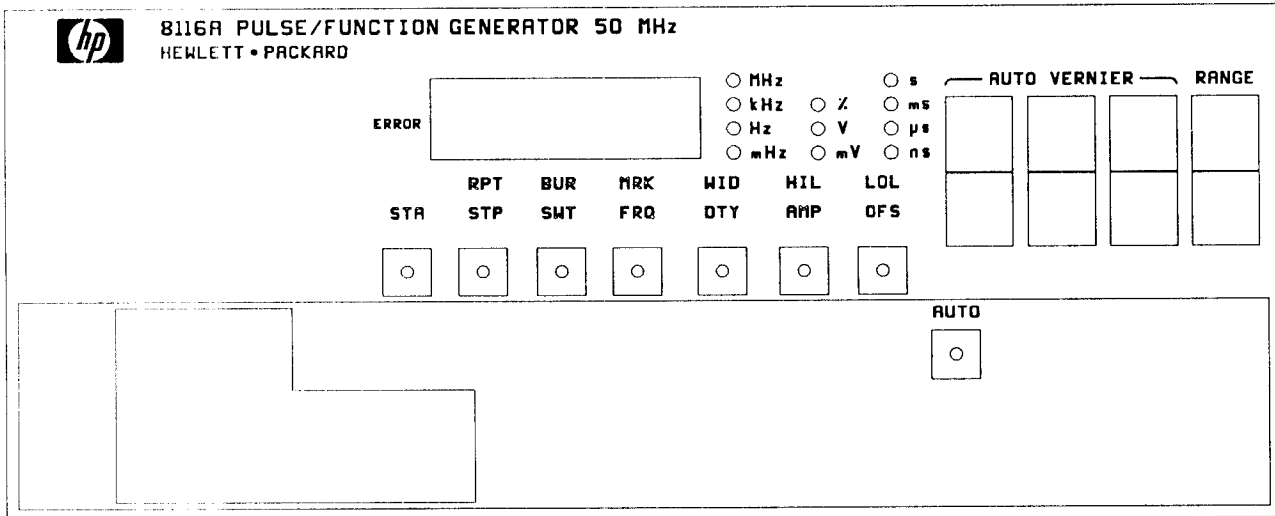 hp
8116A PULSE/FUNCTION GENERATOR 50 MHz
HEWLETT • PACKARD
MHz s AUTO VERNIER RANGE
kHz % ms
ERROR Hz V µs
mHz mV ns
RPT BUR MRK WID HIL LOL
STA STP SWT FRQ DTY AMP OFS
AUTO